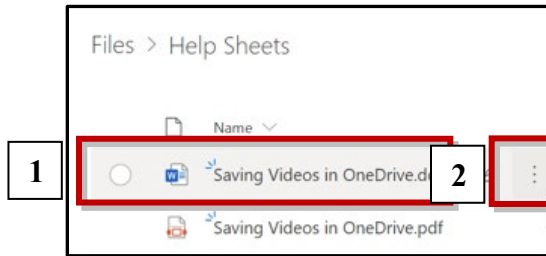 Files > Help Sheets
Name
1
Saving Videos in OneDrive.d
2
Saving Videos in OneDrive.pdf